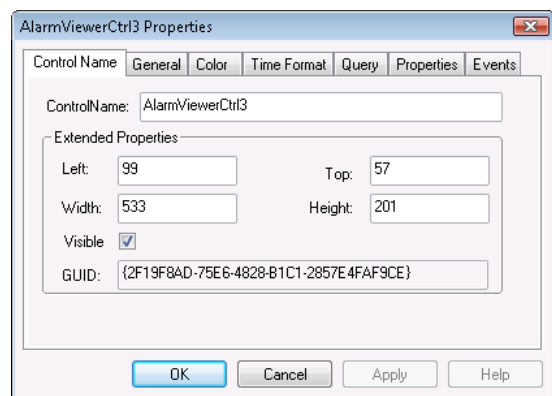 AlarmViewerCtrl3 Properties
Control Name General Color Time Format Query Properties Events
ControlName: AlarmViewerCtrl3
Extended Properties
Left: 99 Top: 57
Width: 533 Height: 201
Visible
GUID: {2F19F8AD-75E6-4828-B1C1-2857E4FAF9CE}
OK Cancel Apply Help